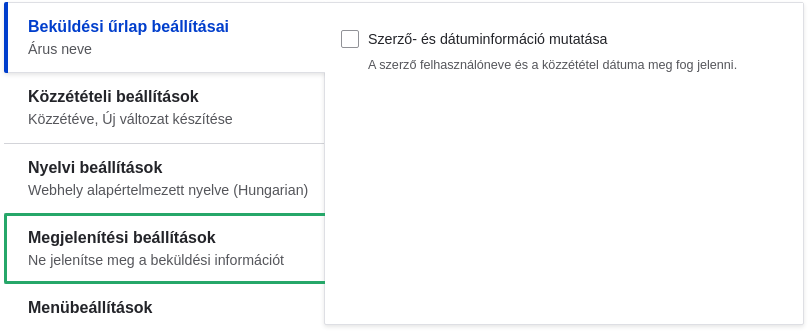 Beküldési űrlap beállításai
Árus neve
Közzétételi beállítások
Közzétéve, Új változat készítése
Nyelvi beállítások
Webhely alapértelmezett nyelve (Hungarian)
Megjelenítési beállítások
Ne jelenítse meg a beküldési információt
Menübeállítások
Szerző- és dátuminformáció mutatása
A szerző felhasználóneve és a közzététel dátuma meg fog jelenni.